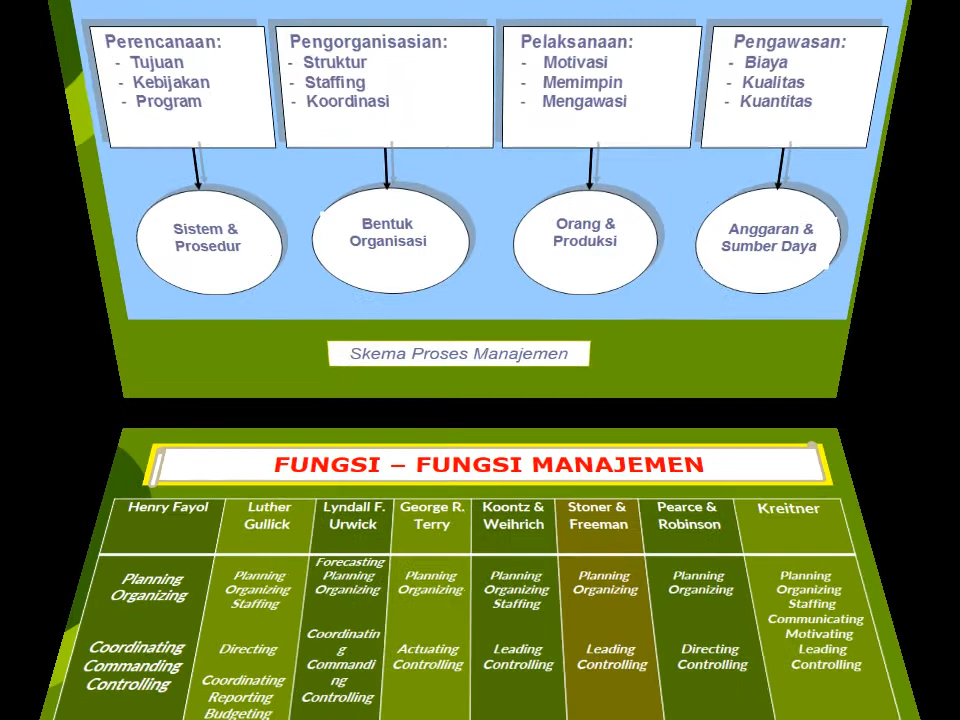 Perencanaan:
- Tujuan
- Kebijakan
- Program
Pengorganisasian:
- Struktur
- Staffing
- Koordinasi
Pelaksanaan:
- Motivasi
- Memimpin
- Mengawasi
Pengawasan:
- Biaya
- Kualitas
- Kuantitas
Sistem &
Prosedur
Bentuk
Organisasi
Orang &
Produksi
Anggaran &
Sumber Daya
Skema Proses Manajemen
FUNGSI – FUNGSI MANAJEMEN
Henry Fayol
Luther
Gullick
Lyndall F.
Urwick
George R.
Terry
Koontz &
Weihrich
Stoner &
Freeman
Pearce &
Robinson
Kreitner
Planning
Organizing
Coordinating
Commanding
Controlling
Planning
Organizing
Staffing
Directing
Coordinating
Reporting
Budgeting
Forecasting
Planning
Organizing
Coordinatin
g
Commandi
ng
Controlling
Planning
Organizing
Actuating
Controlling
Planning
Organizing
Staffing
Leading
Controlling
Planning
Organizing
Leading
Controlling
Planning
Organizing
Directing
Controlling
Planning
Organizing
Staffing
Communicating
Motivating
Leading
Controlling